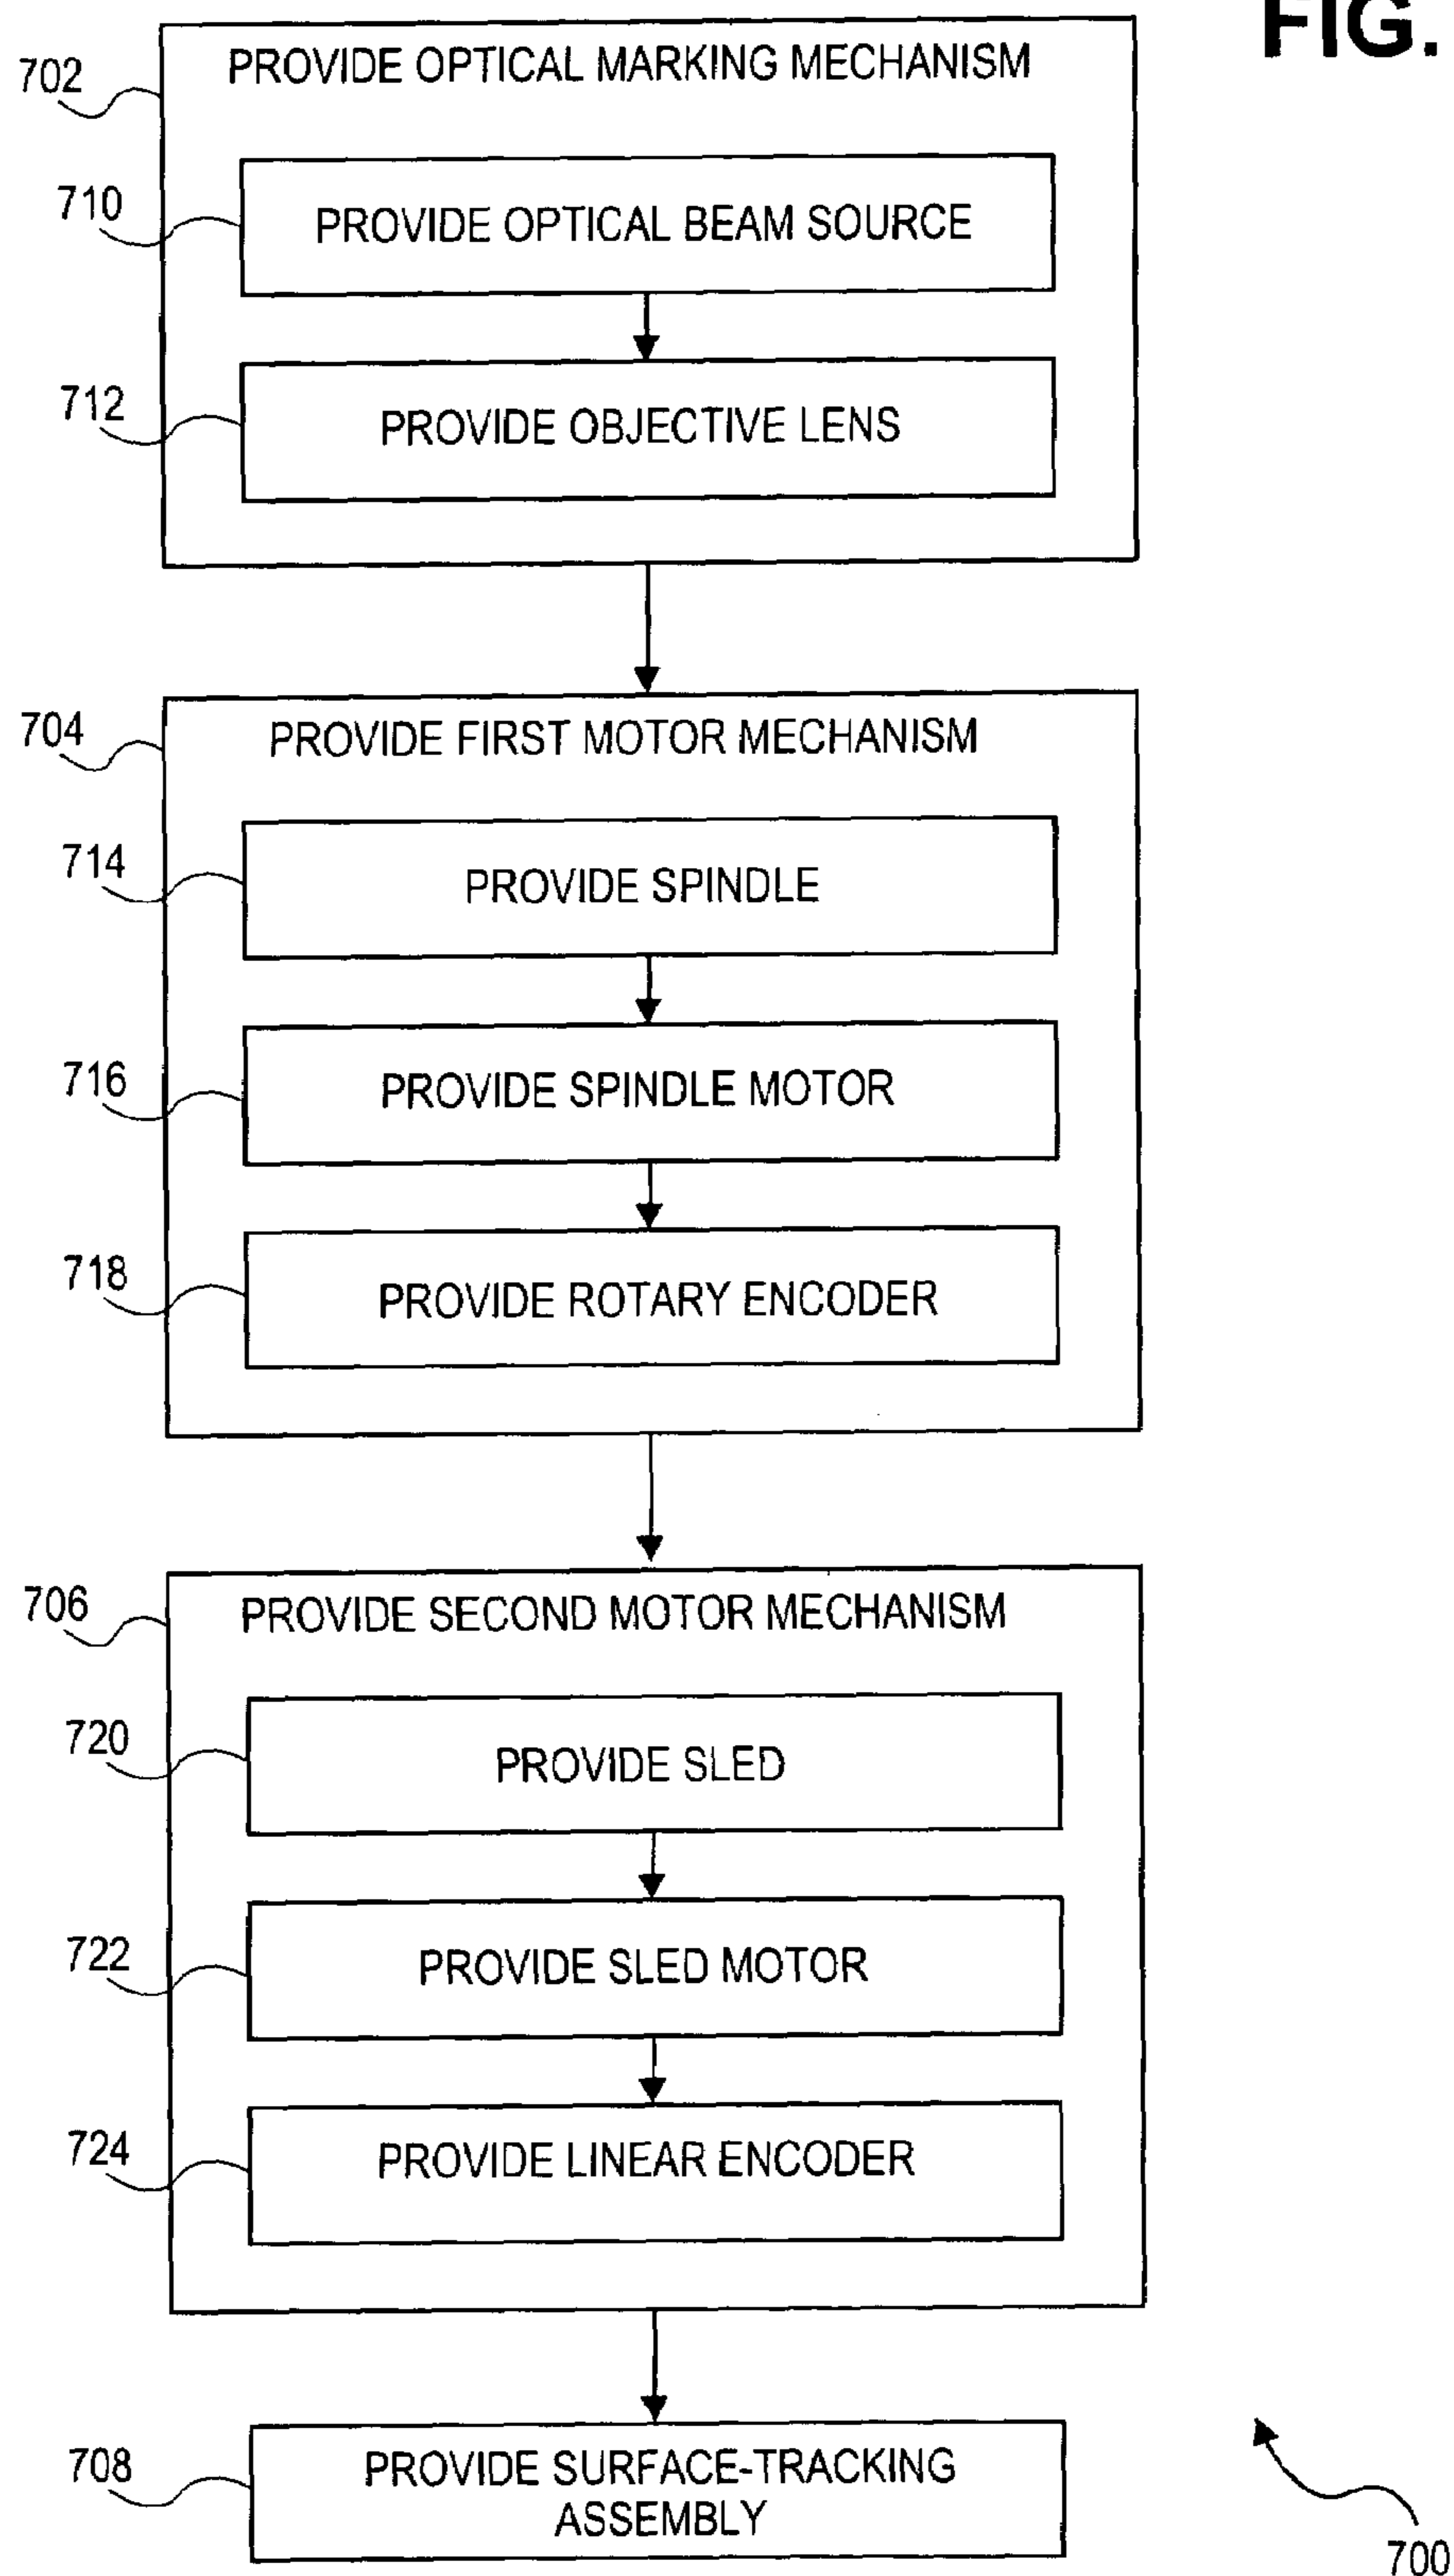 FIG.
702
PROVIDE OPTICAL MARKING MECHANISM
710
PROVIDE OPTICAL BEAM SOURCE
712
PROVIDE OBJECTIVE LENS
704
PROVIDE FIRST MOTOR MECHANISM
714
PROVIDE SPINDLE
716
PROVIDE SPINDLE MOTOR
718
PROVIDE ROTARY ENCODER
706
PROVIDE SECOND MOTOR MECHANISM
720
PROVIDE SLED
722
PROVIDE SLED MOTOR
724
PROVIDE LINEAR ENCODER
708
PROVIDE SURFACE-TRACKING
ASSEMBLY
700